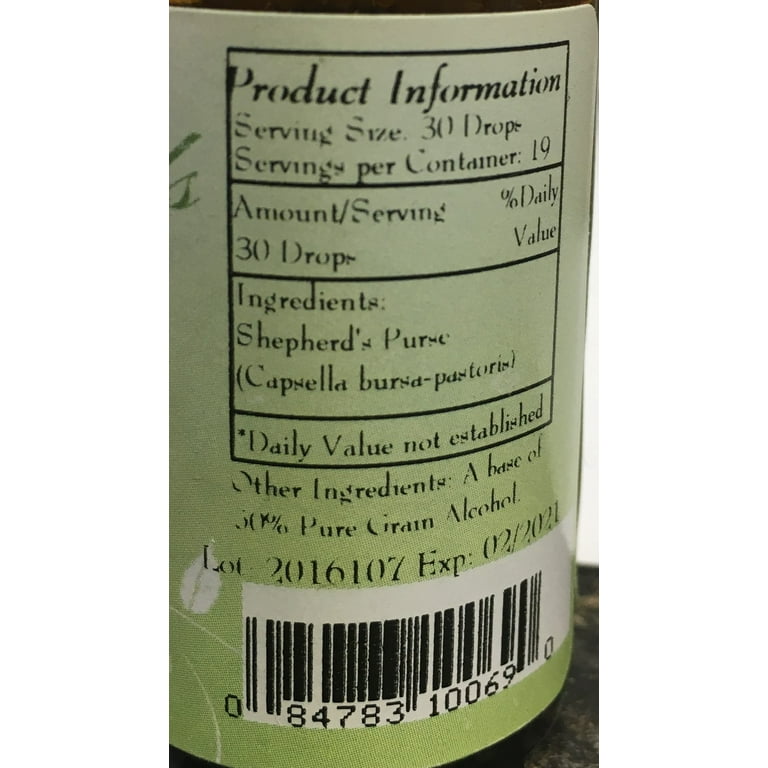 Product Information
Serving Size: 30 Drops
Servings per Container: 19
Amount/Serving %Daily Value
30 Drops
Ingredients:
Shepherd's Purse
(Capsella bursa-pastoris)
*Daily Value not established
Other Ingredients: A base of
50% Pure Grain Alcohol.
Lot: 2016107 Exp: 02/2021
0 84783 10069 0